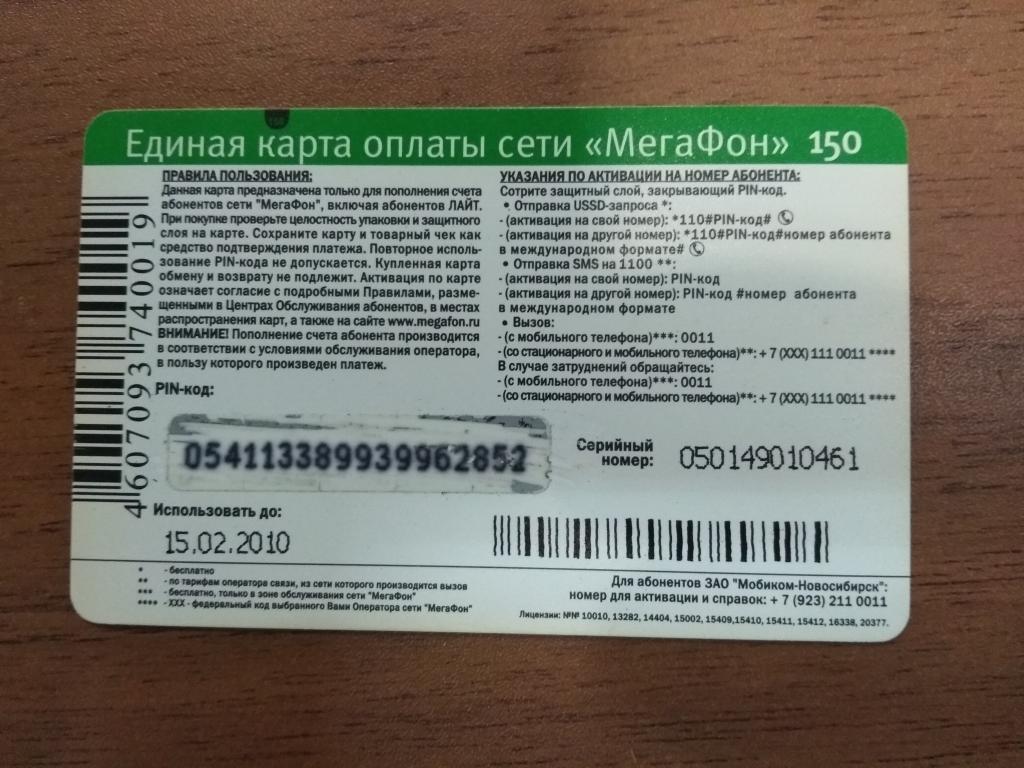 Единая карта оплаты сети «МегаФон» 150
ПРАВИЛА ПОЛЬЗОВАНИЯ:
Данная карта предназначена только для пополнения счета
абонентов сети "МегаФон", включая абонентов ЛАЙТ.
При покупке проверьте целостность упаковки и защитного
слоя на карте. Сохраните карту и товарный чек как
средство подтверждения платежа. Повторное исполь-
зование PIN-кода не допускается. Купленная карта
обмену и возврату не подлежит. Активация по карте
означает согласие с подробными Правилами, разме-
щенными в Центрах Обслуживания абонентов, в местах
распространения карт, а также на сайте www.megafon.ru
ВНИМАНИЕ! Пополнение счета абонента производится
в соответствии с условиями обслуживания оператора,
в пользу которого произведен платеж.
УКАЗАНИЯ ПО АКТИВАЦИИ НА НОМЕР АБОНЕНТА:
Сотрите защитный слой, закрывающий PIN-код.
• Отправка USSD-запроса *:
- (активация на свой номер): *110#PIN-код#
- (активация на другой номер): *110#PIN-код#номер абонента
в международном формате#
• Отправка SMS на 1100 **:
- (активация на свой номер): PIN-код
- (активация на другой номер): PIN-код #номер абонента
в международном формате
• Вызов:
- (с мобильного телефона)***: 0011
- (со стационарного и мобильного телефона)**: + 7 (XXX) 111 0011 ****
В случае затруднений обращайтесь:
- (с мобильного телефона)***: 0011
- (со стационарного и мобильного телефона)**: + 7 (XXX) 111 0011 ****
4607093740019
PIN-код:
054113389939962852
Серийный
номер: 050149010461
Использовать до:
15.02.2010
* - бесплатно
** - по тарифам оператора связи, из сети которого производится вызов
*** - бесплатно, только в зоне обслуживания сети "МегаФон"
**** - XXX - федеральный код выбранного Вами Оператора сети "МегаФон"
Для абонентов ЗАО "Мобиком-Новосибирск":
номер для активации и справок: + 7 (923) 211 0011
Лицензии: №№ 10010, 13282, 14404, 15002, 15409,15410, 15411, 15412, 16338, 20377.